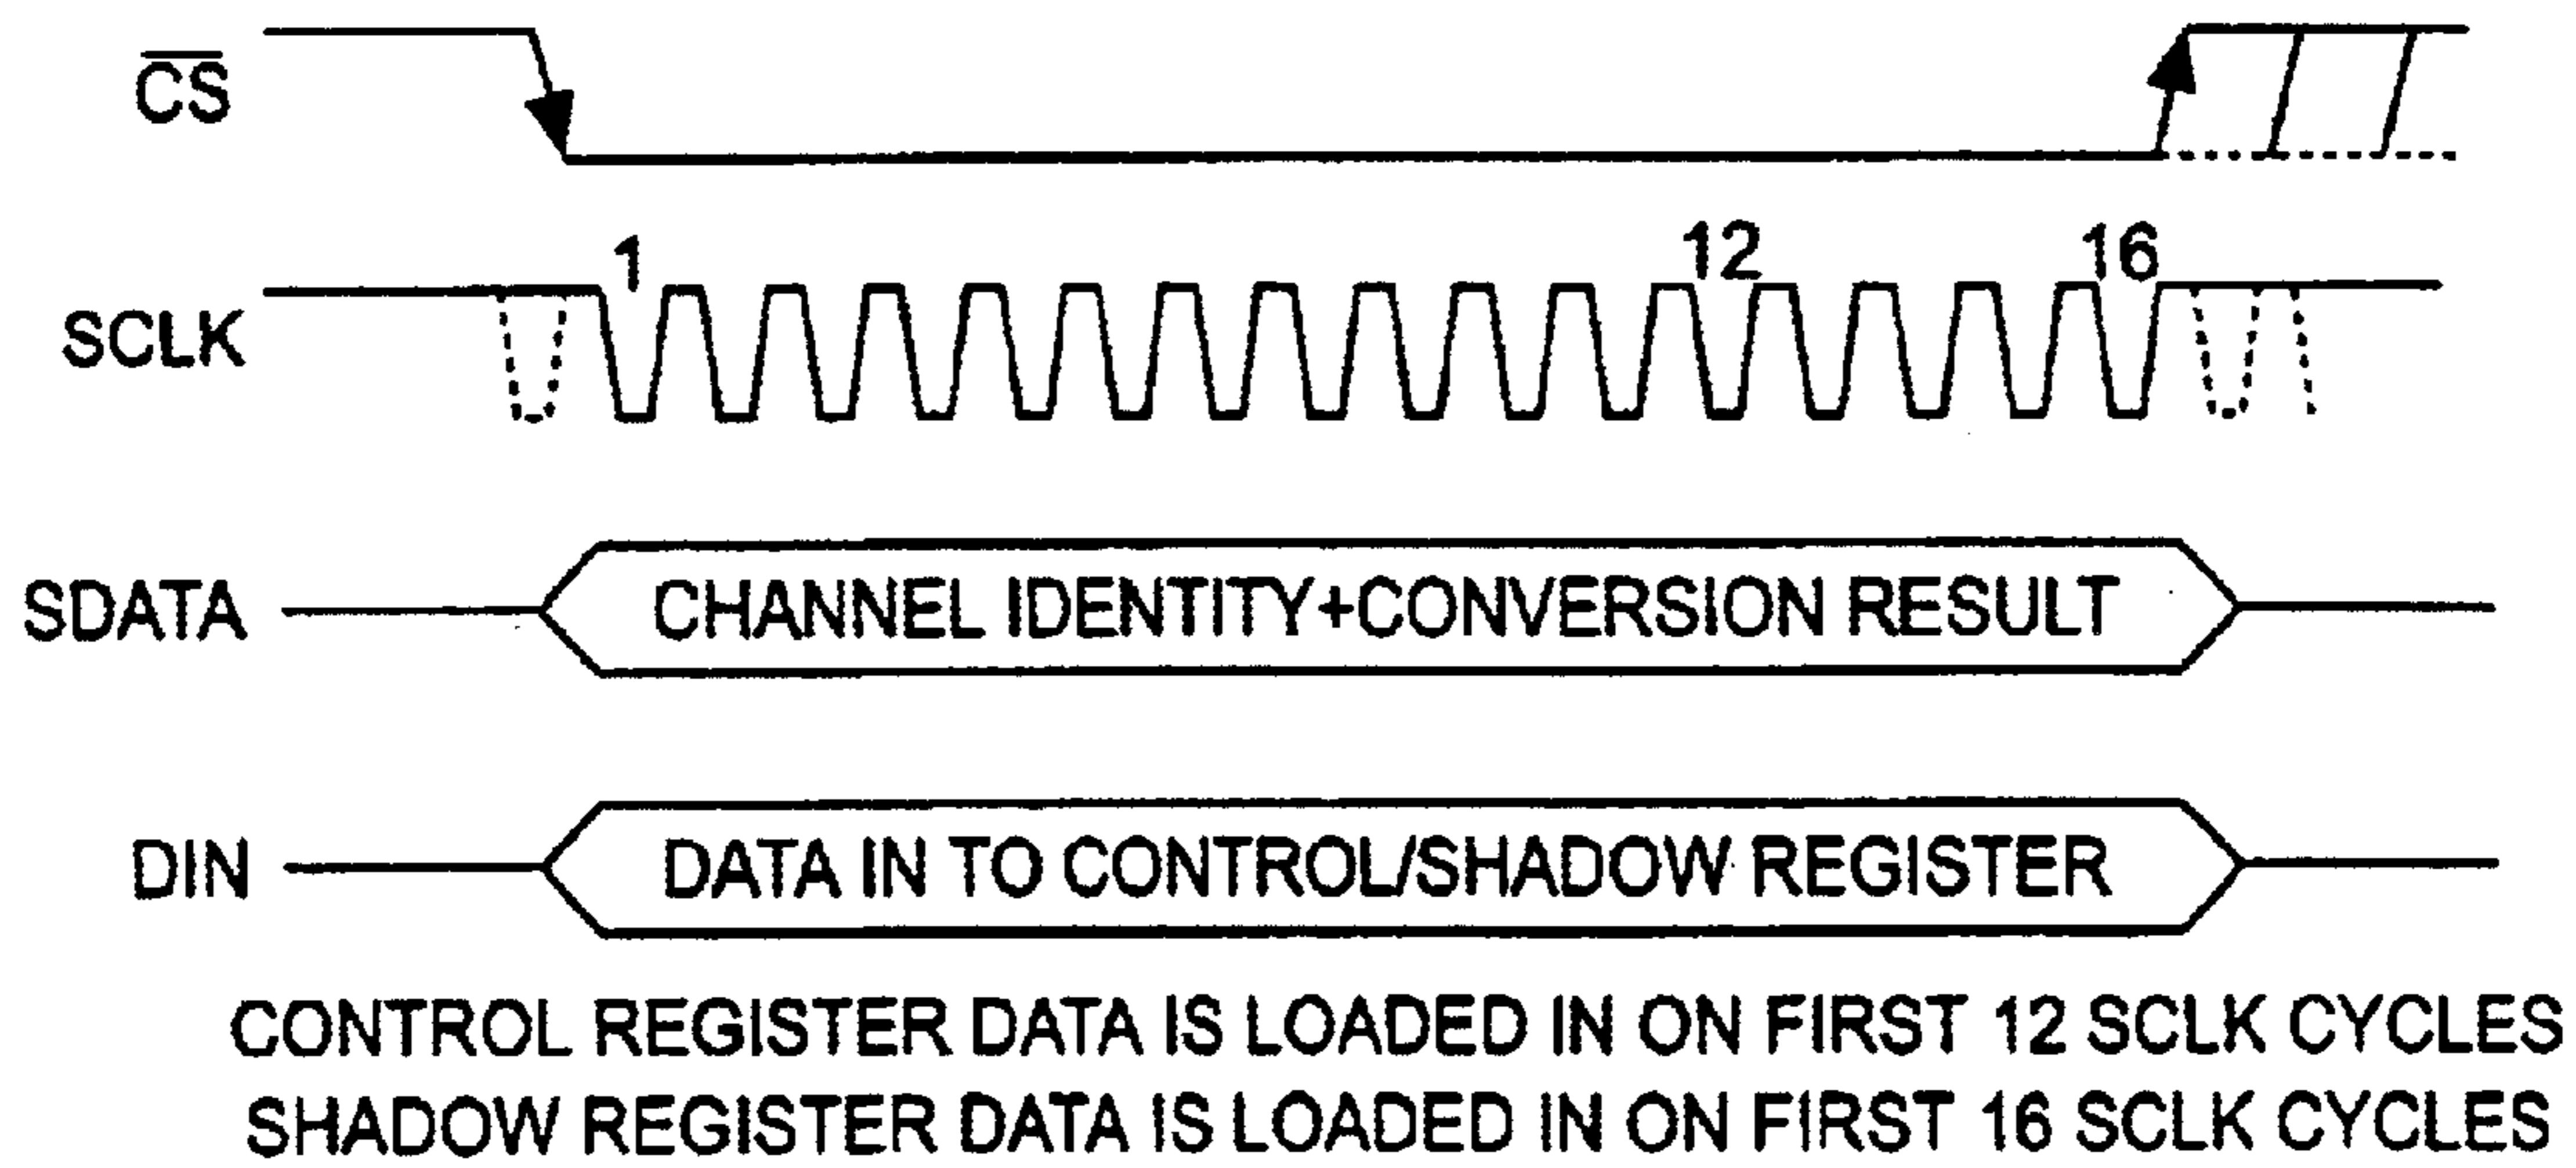 C̅S̅
1 12 16
SCLK
SDATA CHANNEL IDENTITY+CONVERSION RESULT
DIN DATA IN TO CONTROL/SHADOW REGISTER
CONTROL REGISTER DATA IS LOADED IN ON FIRST 12 SCLK CYCLES
SHADOW REGISTER DATA IS LOADED IN ON FIRST 16 SCLK CYCLES